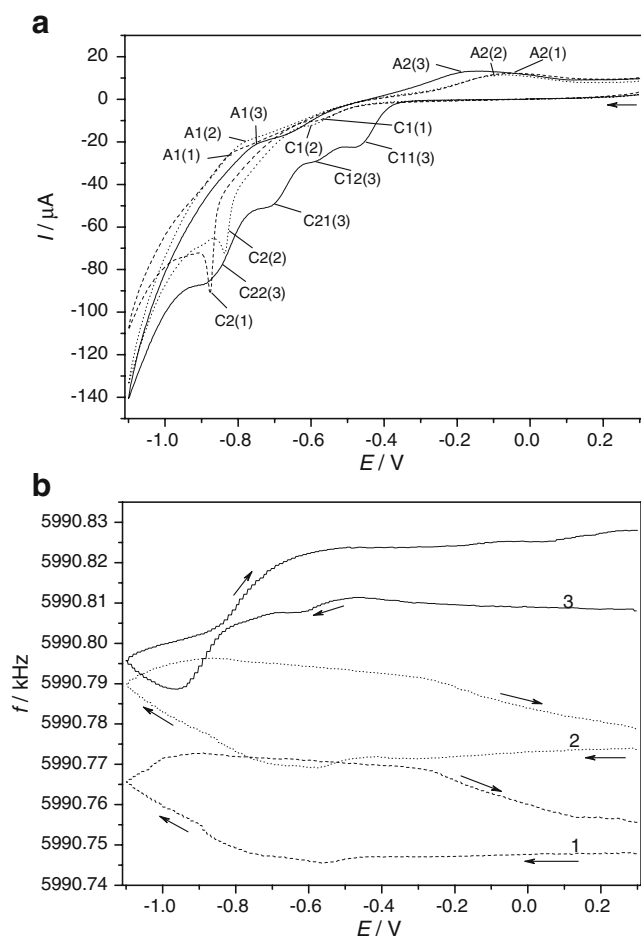 a
20
0
-20
-40
-60
-80
-100
-120
-140
I / μA
A2(3)
A2(2)
A2(1)
A1(3)
A1(2)
A1(1)
C1(2)
C1(1)
C11(3)
C12(3)
C21(3)
C2(2)
C22(3)
C2(1)
-1.0 -0.8 -0.6 -0.4 -0.2 0.0 0.2
E / V
b
5990.83
5990.82
5990.81
5990.80
5990.79
5990.78
5990.77
5990.76
5990.75
5990.74
f / kHz
3
2
1
-1.0 -0.8 -0.6 -0.4 -0.2 0.0 0.2
E / V